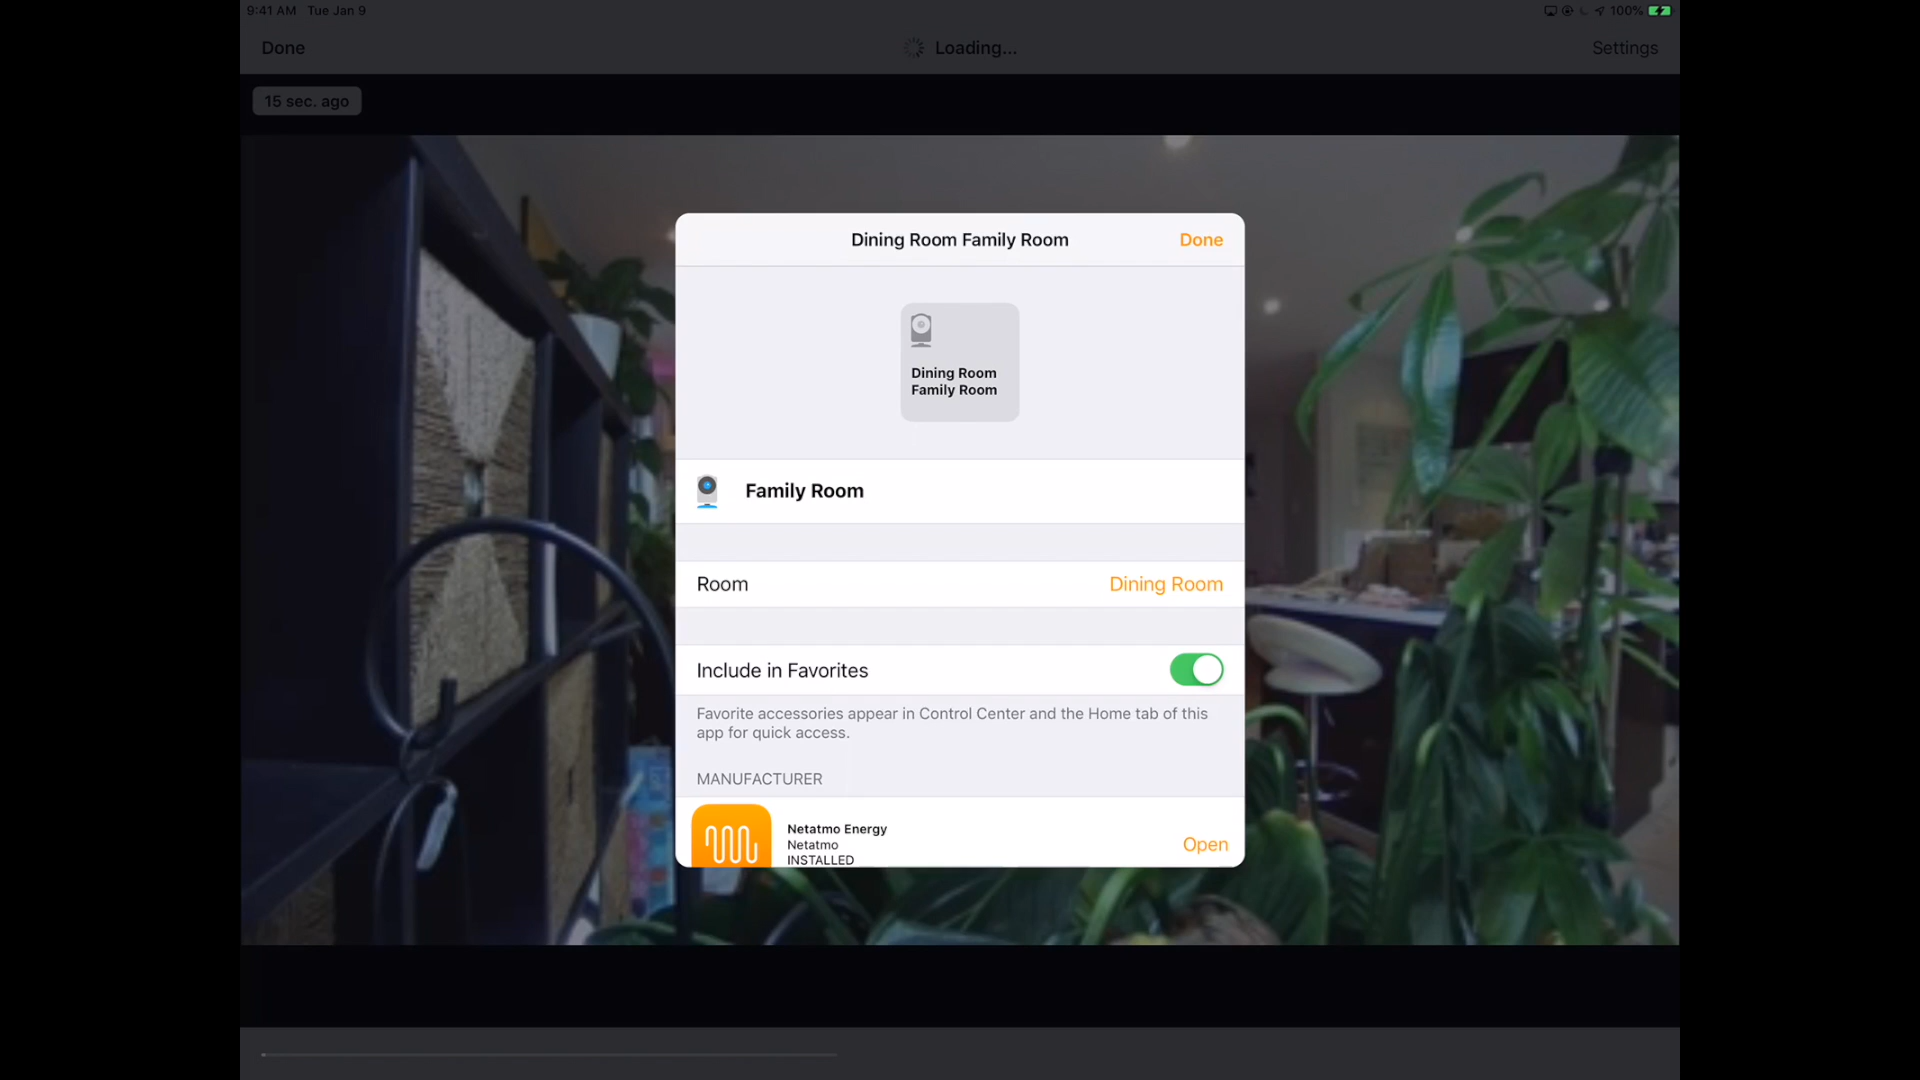 9:41 AM Tue Jan 9
100%
Done
Loading...
Settings
15 sec. ago
Dining Room Family Room
Done
Dining Room
Family Room
Family Room
Room
Dining Room
Include in Favorites
Favorite accessories appear in Control Center and the Home tab of this
app for quick access.
MANUFACTURER
Netatmo Energy
Netatmo
INSTALLED
Open